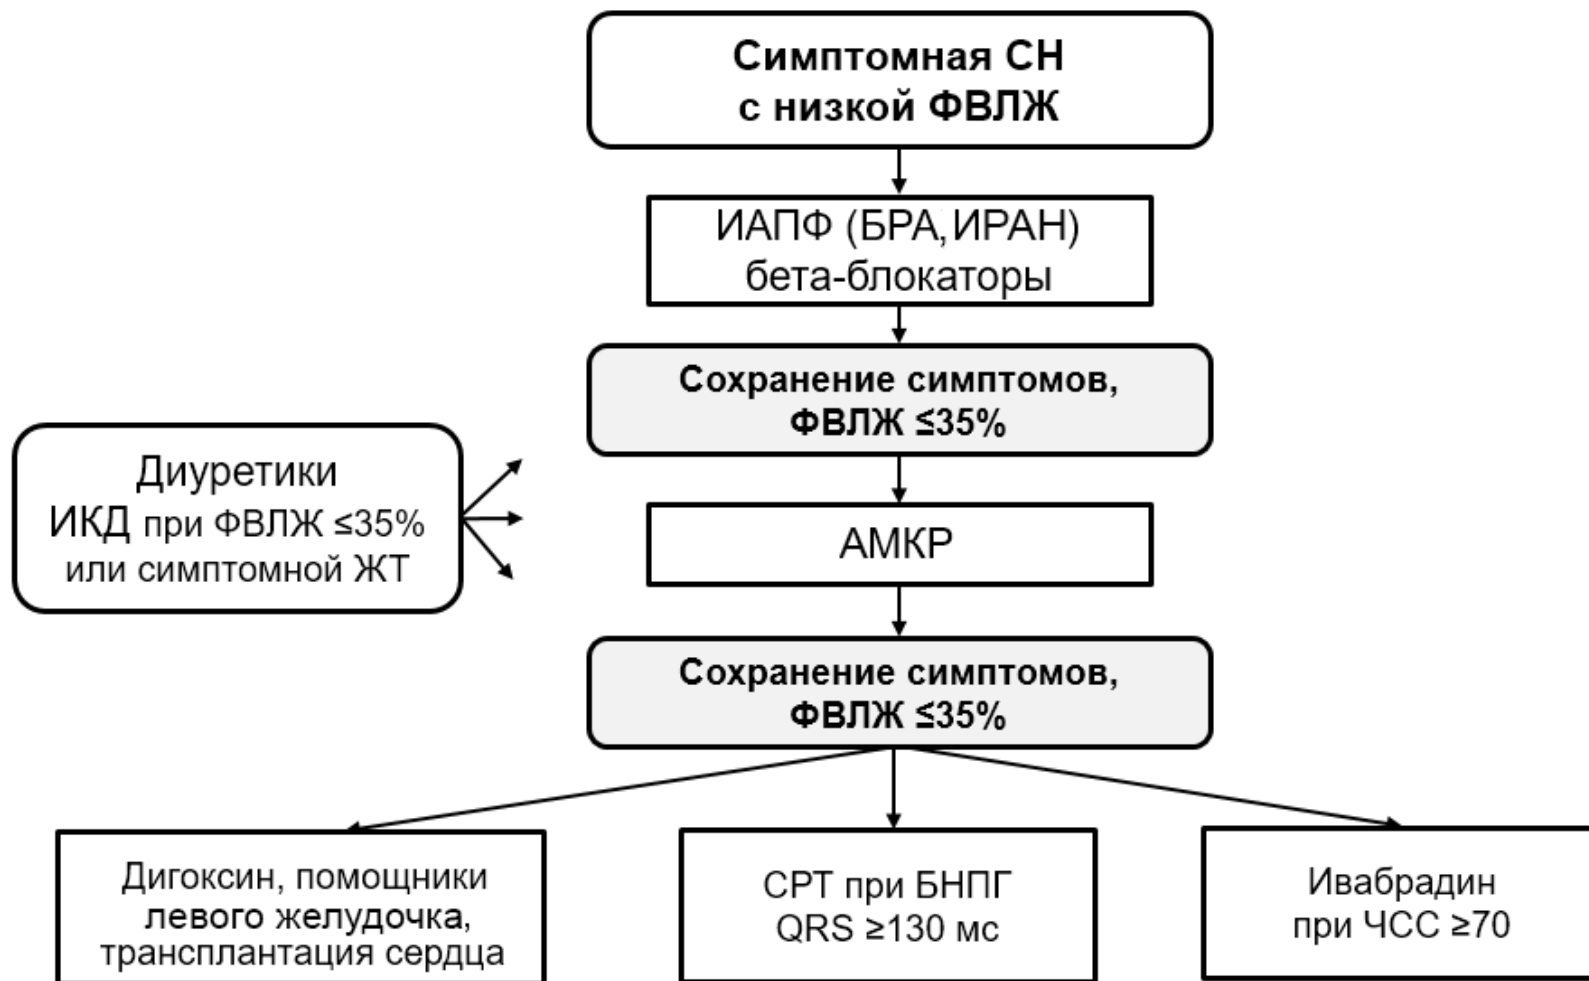 Симптомная СН
с низкой ФВЛЖ
ИАПФ (БРА, ИРАН)
бета-блокаторы
Сохранение симптомов,
ФВЛЖ ≤35%
Диуретики
ИКД при ФВЛЖ ≤35%
или симптомной ЖТ
АМКР
Сохранение симптомов,
ФВЛЖ ≤35%
Дигоксин, помощники
левого желудочка,
трансплантация сердца
СРТ при БНПГ
QRS ≥130 мс
Ивабрадин
при ЧСС ≥70